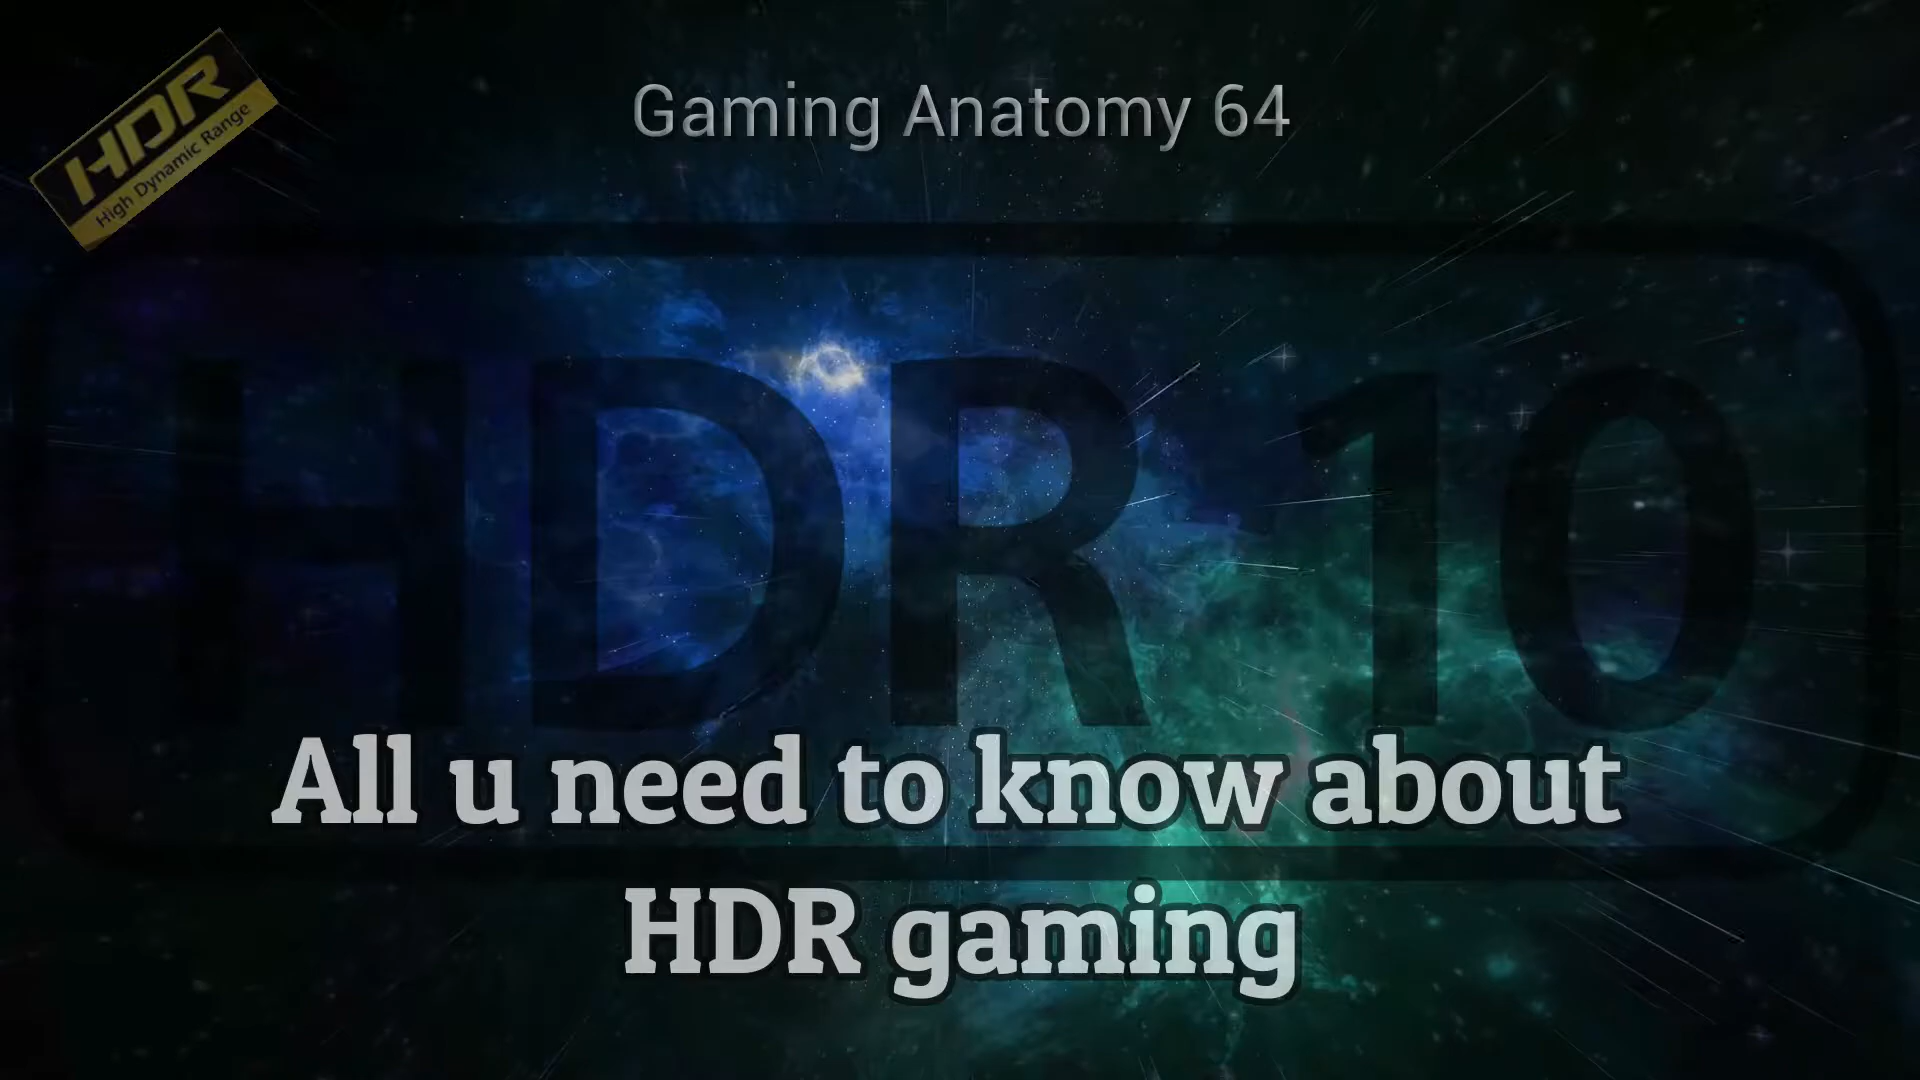 HDR
High Dynamic Range
Gaming Anatomy 64
HDR 10
All u need to know about
HDR gaming